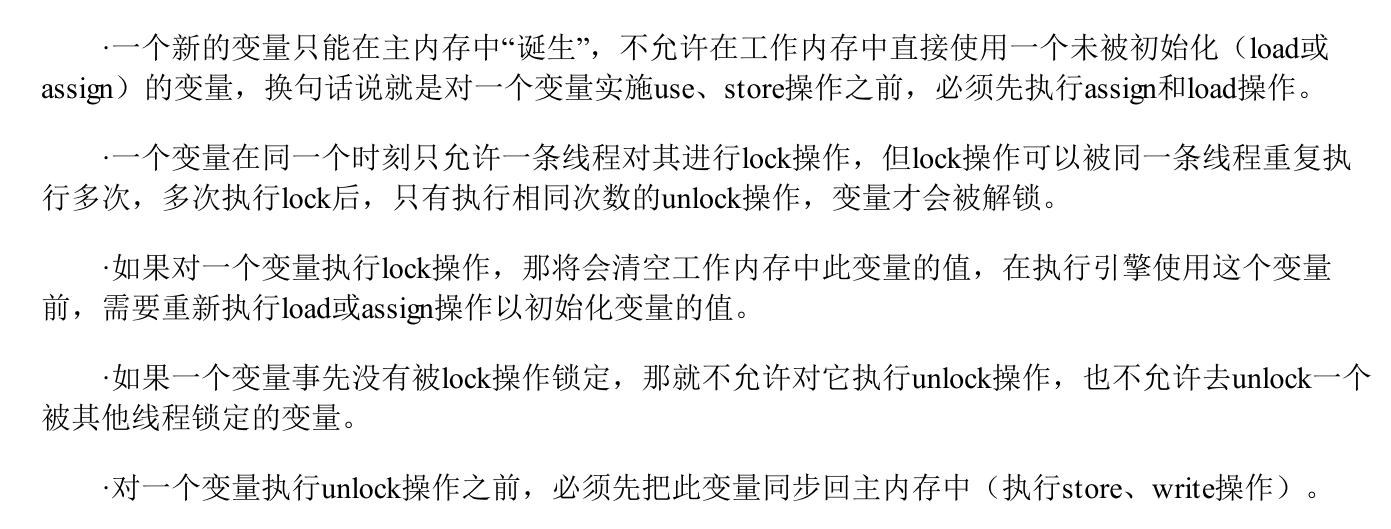 ·一个新的变量只能在主内存中“诞生”，不允许在工作内存中直接使用一个未被初始化（load或
assign）的变量，换句话说就是对一个变量实施use、store操作之前，必须先执行assign和load操作。
·一个变量在同一个时刻只允许一条线程对其进行lock操作，但lock操作可以被同一条线程重复执
行多次，多次执行lock后，只有执行相同次数的unlock操作，变量才会被解锁。
·如果对一个变量执行lock操作，那将会清空工作内存中此变量的值，在执行引擎使用这个变量
前，需要重新执行load或assign操作以初始化变量的值。
·如果一个变量事先没有被lock操作锁定，那就不允许对它执行unlock操作，也不允许去unlock一个
被其他线程锁定的变量。
·对一个变量执行unlock操作之前，必须先把此变量同步回主内存中（执行store、write操作）。